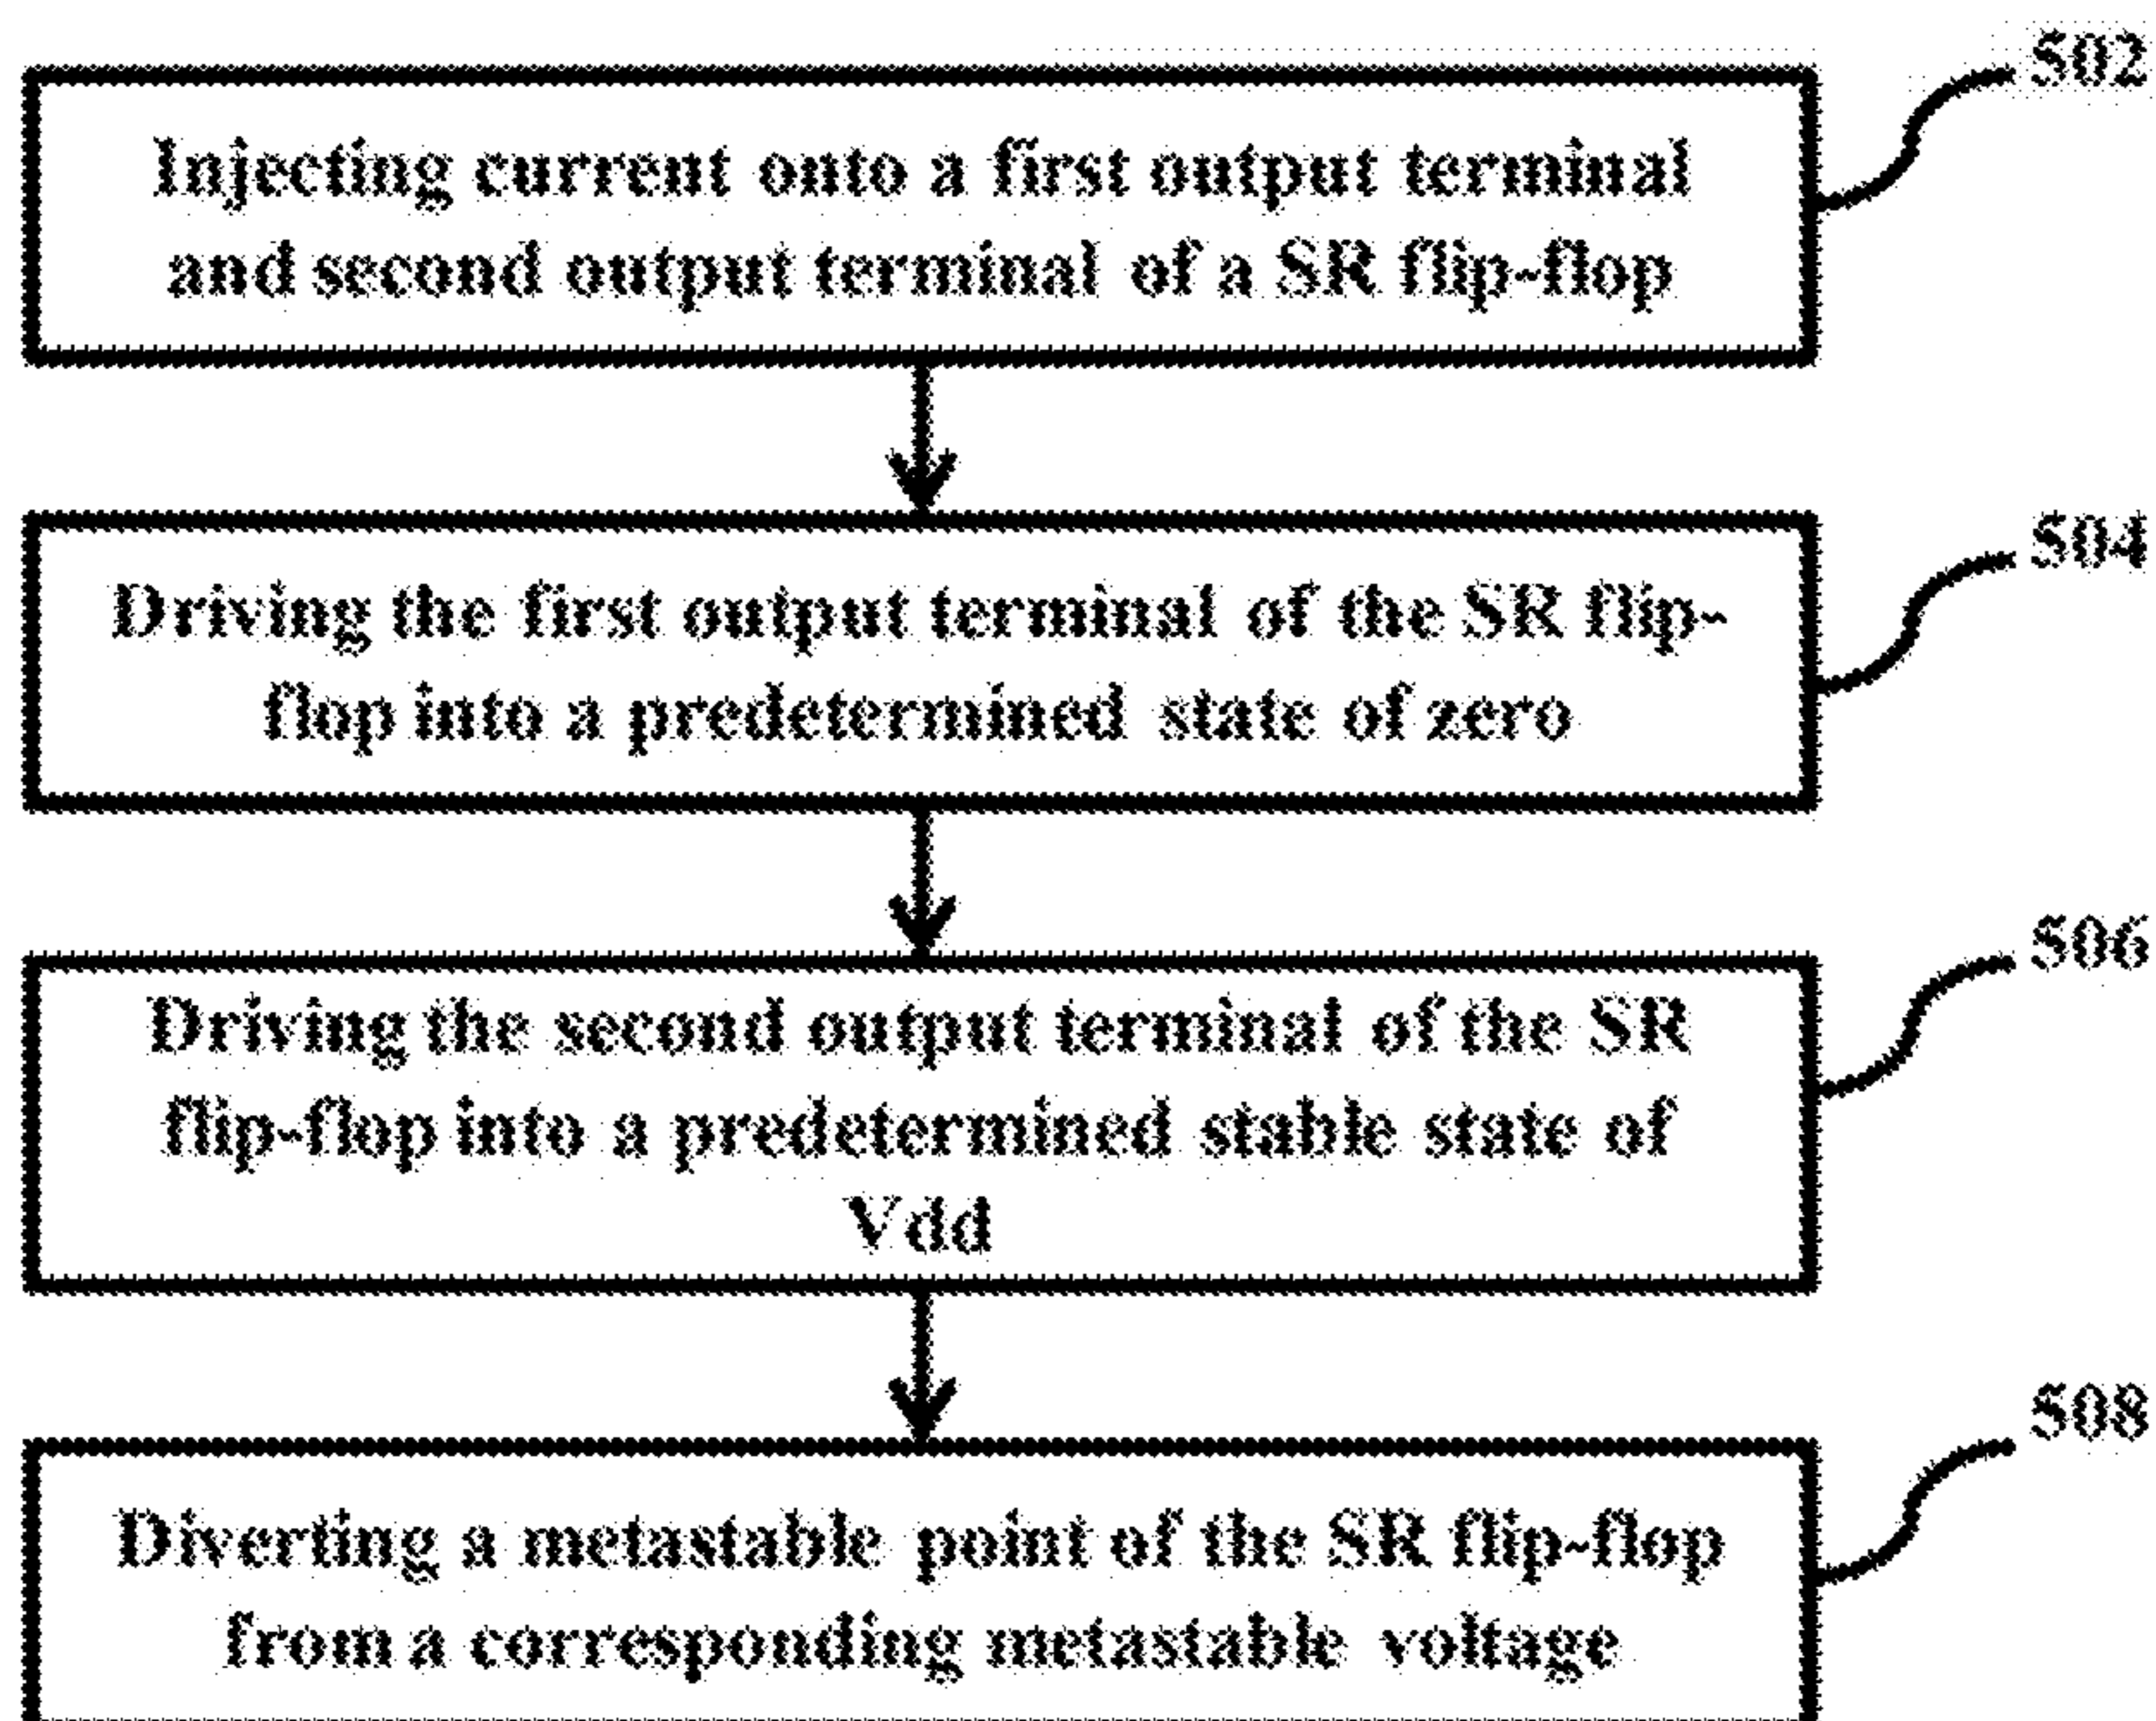 502
Injecting current onto a first output terminal
and second output terminal of a SR flip-flop
504
Driving the first output terminal of the SR flip-
flop into a predetermined state of zero
506
Driving the second output terminal of the SR
flip-flop into a predetermined stable state of
Vdd
508
Diverting a metastable point of the SR flip-flop
from a corresponding metastable voltage